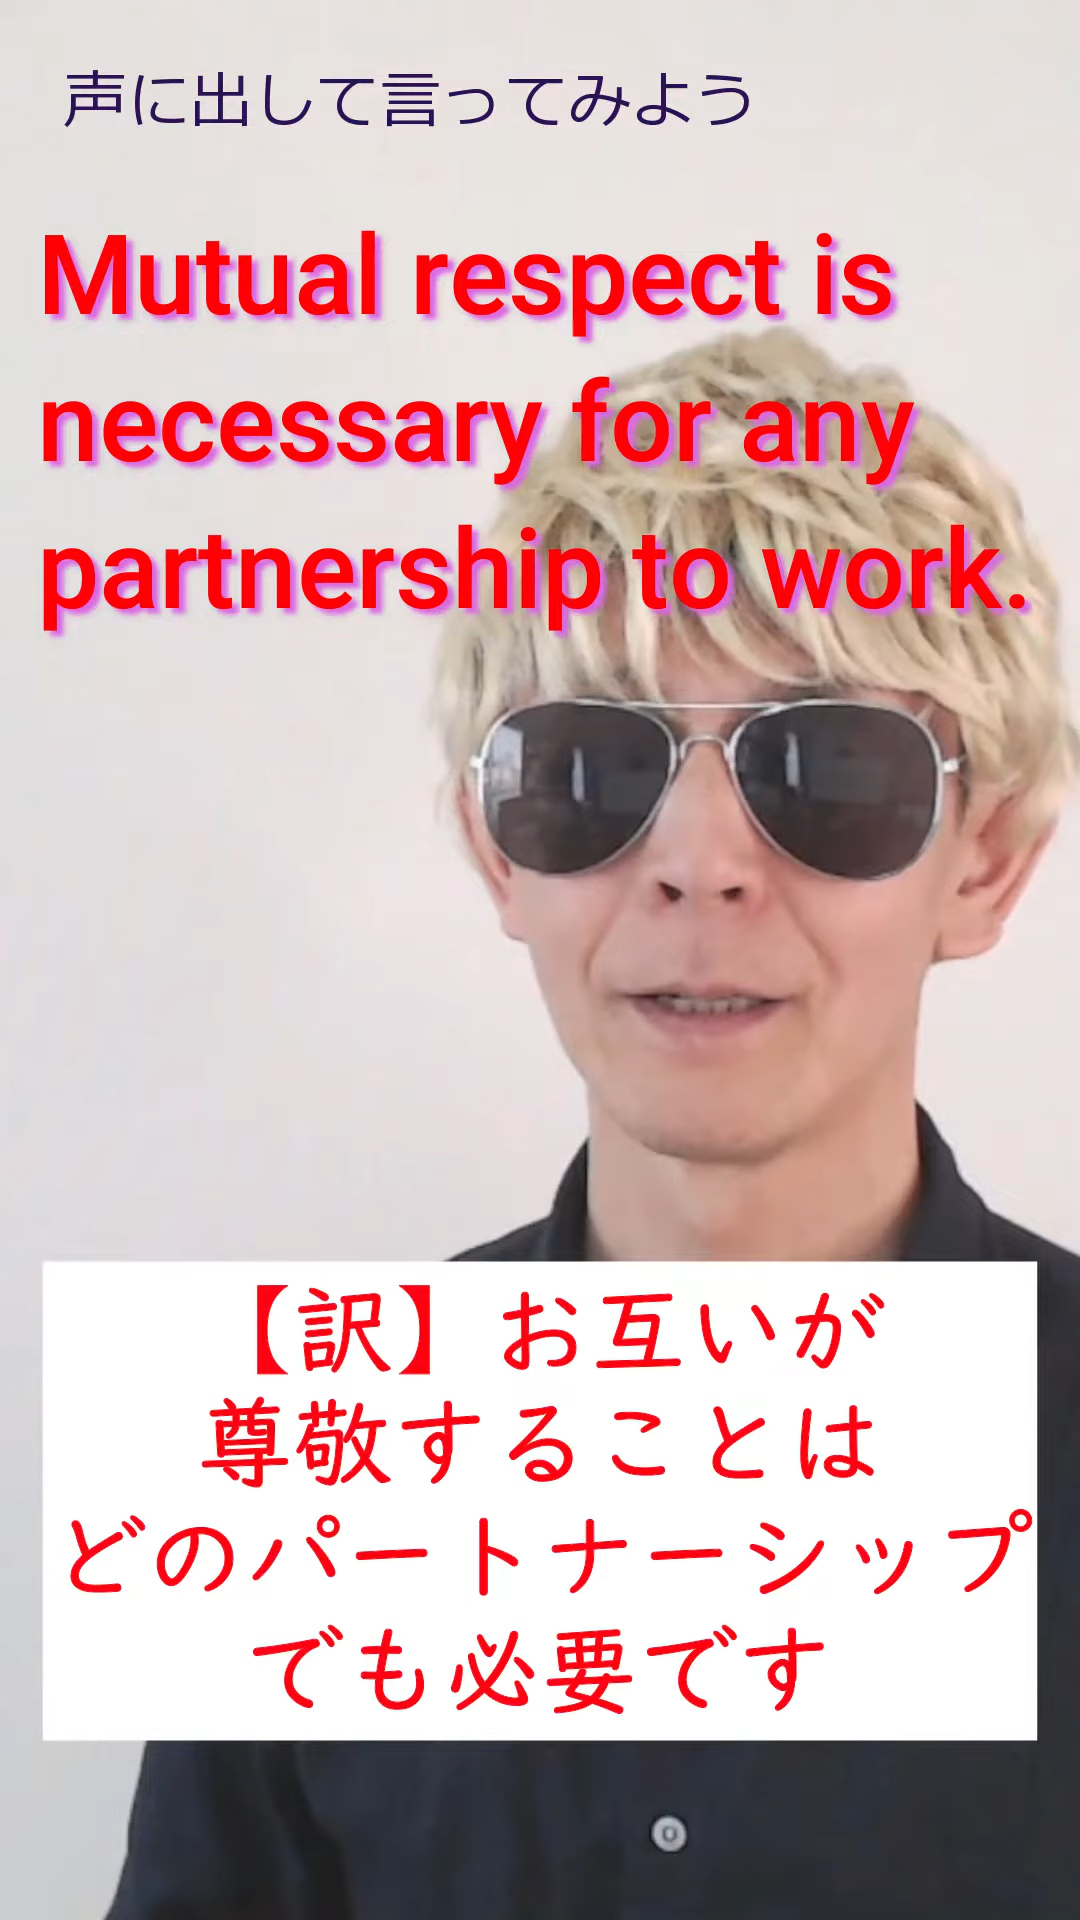 声に出して言ってみよう
Mutual respect is
necessary for any
partnership to work.
【訳】お互いが
尊敬することは
どのパートナーシップ
でも必要です